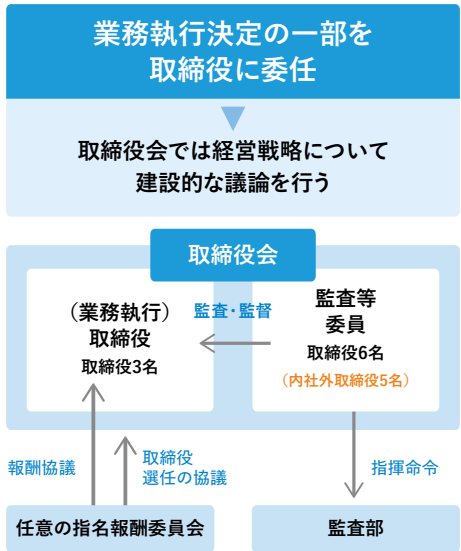 業務執行決定の一部を
取締役に委任
取締役会では経営戦略について
建設的な議論を行う
取締役会
（業務執行）
取締役
取締役3名
監査・監督
監査等
委員
取締役6名
（内社外取締役5名）
報酬協議
取締役
選任の協議
指揮命令
任意の指名報酬委員会
監査部